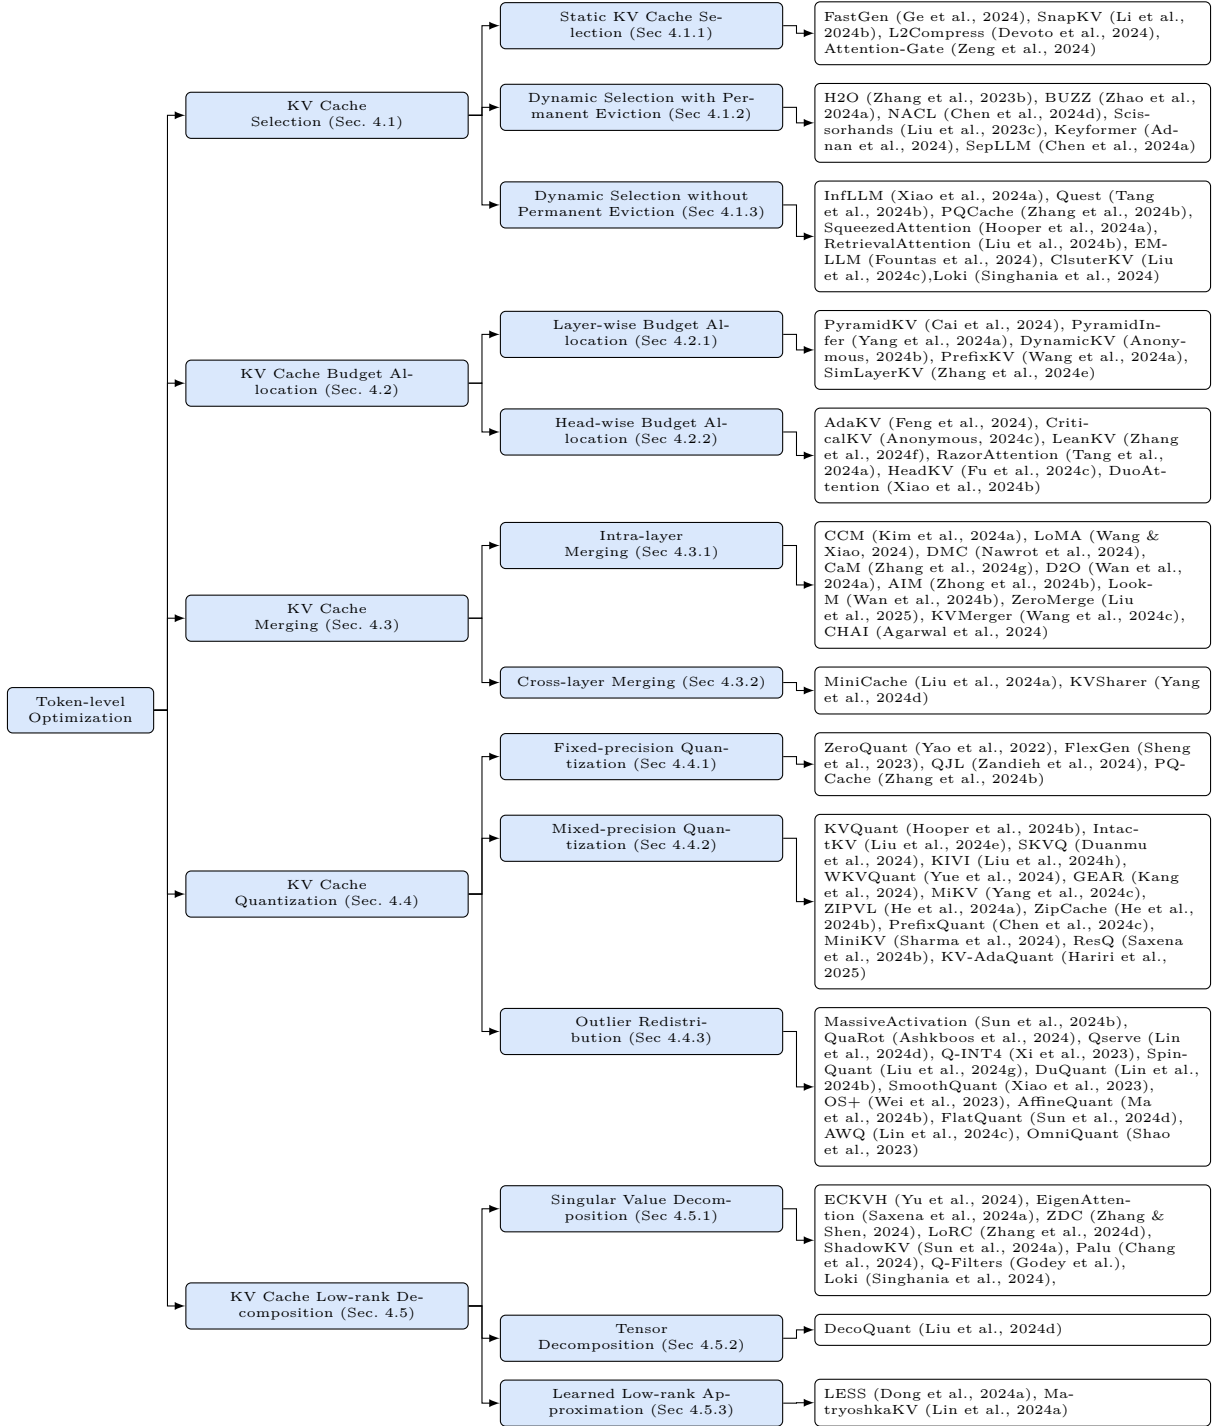 Token-level
Optimization
KV Cache
Selection (Sec. 4.1)
Static KV Cache Se-
lection (Sec 4.1.1)
FastGen (Ge et al., 2024), SnapKV (Li et al.,
2024b), L2Compress (Devoto et al., 2024),
Attention-Gate (Zeng et al., 2024)
Dynamic Selection with Per-
manent Eviction (Sec 4.1.2)
H2O (Zhang et al., 2023b), BUZZ (Zhao et al.,
2024a), NACL (Chen et al., 2024d), Scis-
sorhands (Liu et al., 2023c), Keyformer (Ad-
nan et al., 2024), SepLLM (Chen et al., 2024a)
Dynamic Selection without
Permanent Eviction (Sec 4.1.3)
InfLLM (Xiao et al., 2024a), Quest (Tang
et al., 2024b), PQCache (Zhang et al., 2024b),
SqueezedAttention (Hooper et al., 2024a),
RetrievalAttention (Liu et al., 2024b), EM-
LLM (Fountas et al., 2024), ClsuterKV (Liu
et al., 2024c),Loki (Singhania et al., 2024)
KV Cache Budget Al-
location (Sec. 4.2)
Layer-wise Budget Al-
location (Sec 4.2.1)
PyramidKV (Cai et al., 2024), PyramidIn-
fer (Yang et al., 2024a), DynamicKV (Anony-
mous, 2024b), PrefixKV (Wang et al., 2024a),
SimLayerKV (Zhang et al., 2024e)
Head-wise Budget Al-
location (Sec 4.2.2)
AdaKV (Feng et al., 2024), Criti-
calKV (Anonymous, 2024c), LeanKV (Zhang
et al., 2024f), RazorAttention (Tang et al.,
2024a), HeadKV (Fu et al., 2024c), DuoAt-
tention (Xiao et al., 2024b)
KV Cache
Merging (Sec. 4.3)
Intra-layer
Merging (Sec 4.3.1)
CCM (Kim et al., 2024a), LoMA (Wang &
Xiao, 2024), DMC (Nawrot et al., 2024),
CaM (Zhang et al., 2024g), D2O (Wan et al.,
2024a), AIM (Zhong et al., 2024b), Look-
M (Wan et al., 2024b), ZeroMerge (Liu
et al., 2025), KVMerger (Wang et al., 2024c),
CHAI (Agarwal et al., 2024)
Cross-layer Merging (Sec 4.3.2)
MiniCache (Liu et al., 2024a), KVSharer (Yang
et al., 2024d)
KV Cache
Quantization (Sec. 4.4)
Fixed-precision Quan-
tization (Sec 4.4.1)
ZeroQuant (Yao et al., 2022), FlexGen (Sheng
et al., 2023), QJL (Zandieh et al., 2024), PQ-
Cache (Zhang et al., 2024b)
Mixed-precision Quan-
tization (Sec 4.4.2)
KVQuant (Hooper et al., 2024b), Intac-
tKV (Liu et al., 2024e), SKVQ (Duanmu
et al., 2024), KIVI (Liu et al., 2024h),
WKVQuant (Yue et al., 2024), GEAR (Kang
et al., 2024), MiKV (Yang et al., 2024c),
ZIPVL (He et al., 2024a), ZipCache (He et al.,
2024b), PrefixQuant (Chen et al., 2024c),
MiniKV (Sharma et al., 2024), ResQ (Saxena
et al., 2024b), KV-AdaQuant (Hariri et al.,
2025)
Outlier Redistri-
bution (Sec 4.4.3)
MassiveActivation (Sun et al., 2024b),
QuaRot (Ashkboos et al., 2024), Qserve (Lin
et al., 2024d), Q-INT4 (Xi et al., 2023), Spin-
Quant (Liu et al., 2024g), DuQuant (Lin et al.,
2024b), SmoothQuant (Xiao et al., 2023),
OS+ (Wei et al., 2023), AffineQuant (Ma
et al., 2024b), FlatQuant (Sun et al., 2024d),
AWQ (Lin et al., 2024c), OmniQuant (Shao
et al., 2023)
KV Cache Low-rank De-
composition (Sec. 4.5)
Singular Value Decom-
position (Sec 4.5.1)
ECKVH (Yu et al., 2024), EigenAtten-
tion (Saxena et al., 2024a), ZDC (Zhang &
Shen, 2024), LoRC (Zhang et al., 2024d),
ShadowKV (Sun et al., 2024a), Palu (Chang
et al., 2024), Q-Filters (Godey et al.),
Loki (Singhania et al., 2024),
Tensor
Decomposition (Sec 4.5.2)
DecoQuant (Liu et al., 2024d)
Learned Low-rank Ap-
proximation (Sec 4.5.3)
LESS (Dong et al., 2024a), Ma-
tryoshkaKV (Lin et al., 2024a)